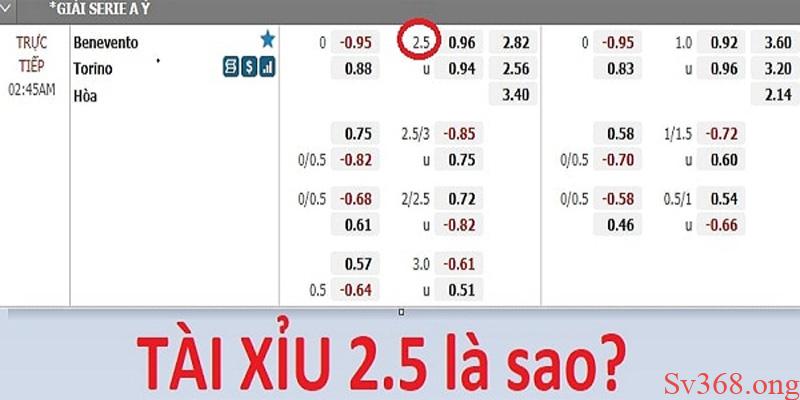 *GIẢI SERIE A Ý
TRỰC Benevento 0 -0.95 2.5 0.96 2.82 0 -0.95 1.0 0.92 3.60
TIẾP Torino 0.88 u 0.94 2.56 0.83 u 0.96 3.20
02:45AM Hòa 3.40 2.14
0.75 2.5/3 -0.85 0.58 1/1.5 -0.72
0/0.5 -0.82 u 0.75 0/0.5 -0.70 u 0.60
0/0.5 -0.68 2/2.5 0.72 0/0.5 -0.58 0.5/1 0.54
0.61 u -0.82 0.46 u -0.66
0.57 3.0 -0.61
0.5 -0.64 u 0.51
TÀI XỈU 2.5 là sao?
Sv368.ong